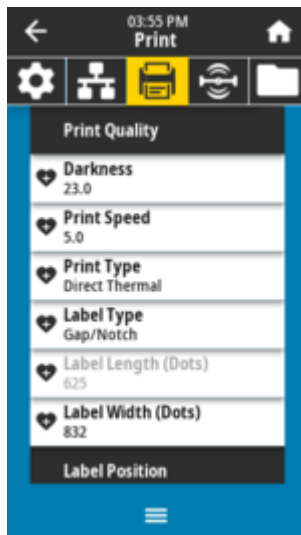 03:55 PM
Print
Print Quality
Darkness
23.0
Print Speed
5.0
Print Type
Direct Thermal
Label Type
Gap/Notch
Label Length (Dots)
625
Label Width (Dots)
832
Label Position